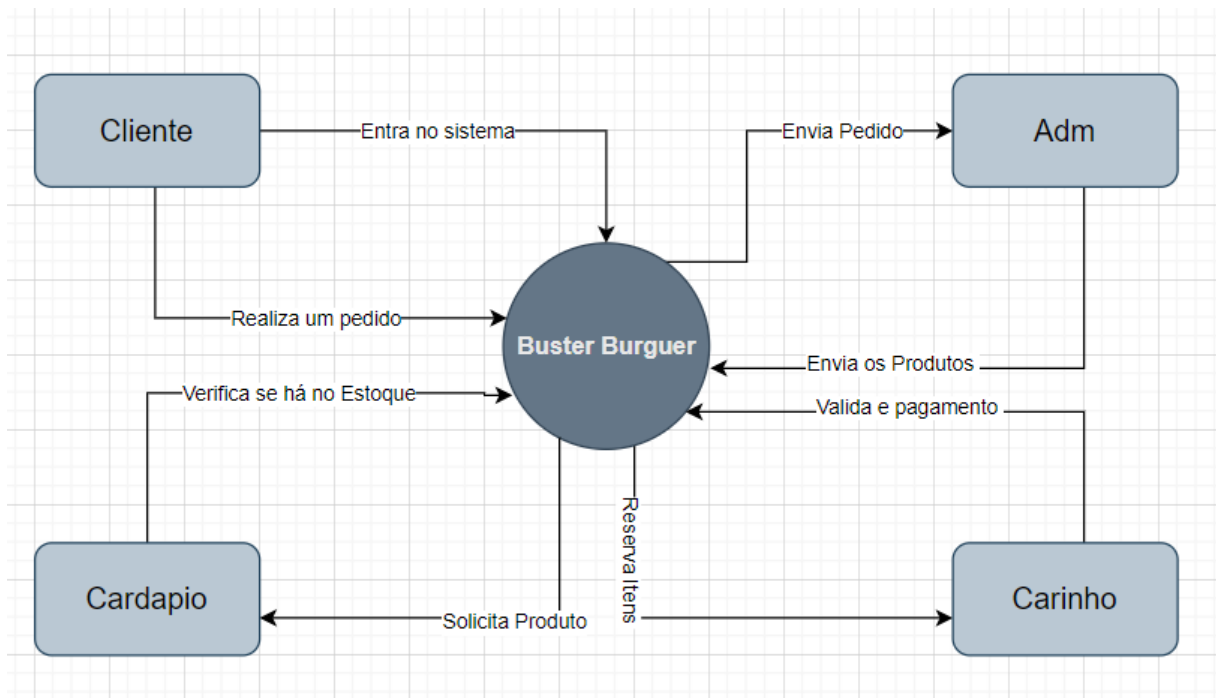 Cliente
Entra no sistema
Envia Pedido
Adm
Realiza um pedido
Buster Burguer
Envia os Produtos
Verifica se há no Estoque
Valida e pagamento
Reserva Itens
Cardapio
Solicita Produto
Carinho